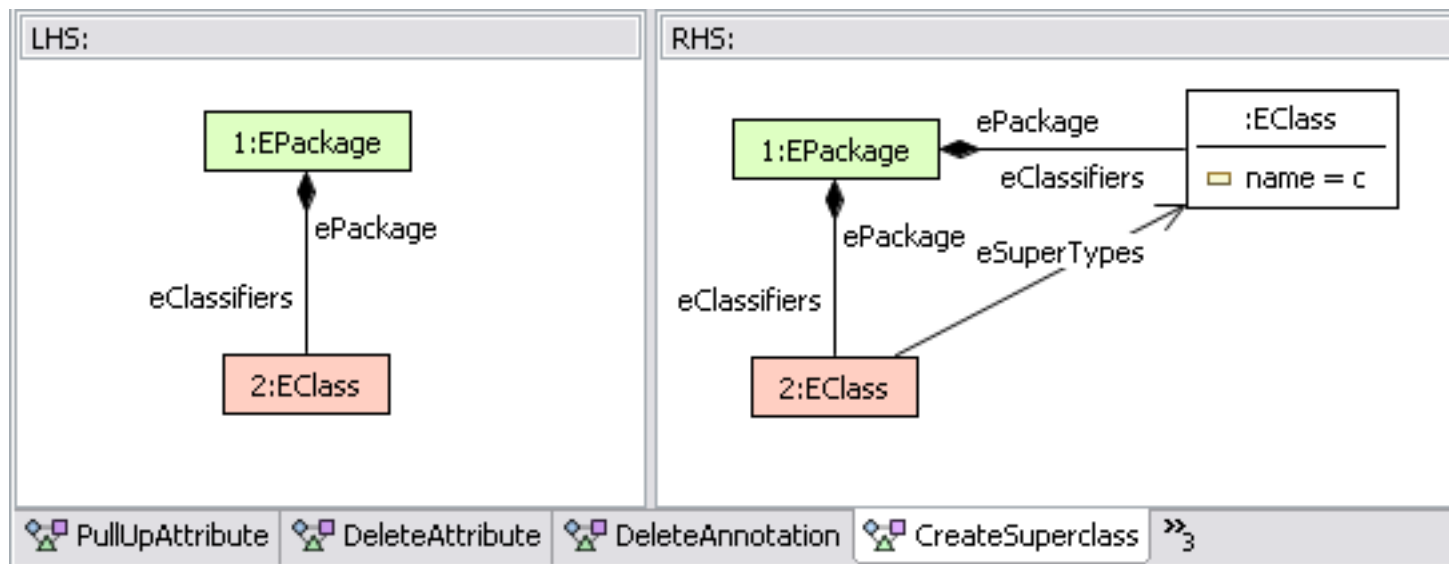 LHS:
1:EPackage
ePackage
eClassifiers
2:EClass
RHS:
1:EPackage
ePackage
eClassifiers
:EClass
name = c
ePackage
eSuperTypes
eClassifiers
2:EClass
PullUpAttribute
DeleteAttribute
DeleteAnnotation
CreateSuperclass
»3